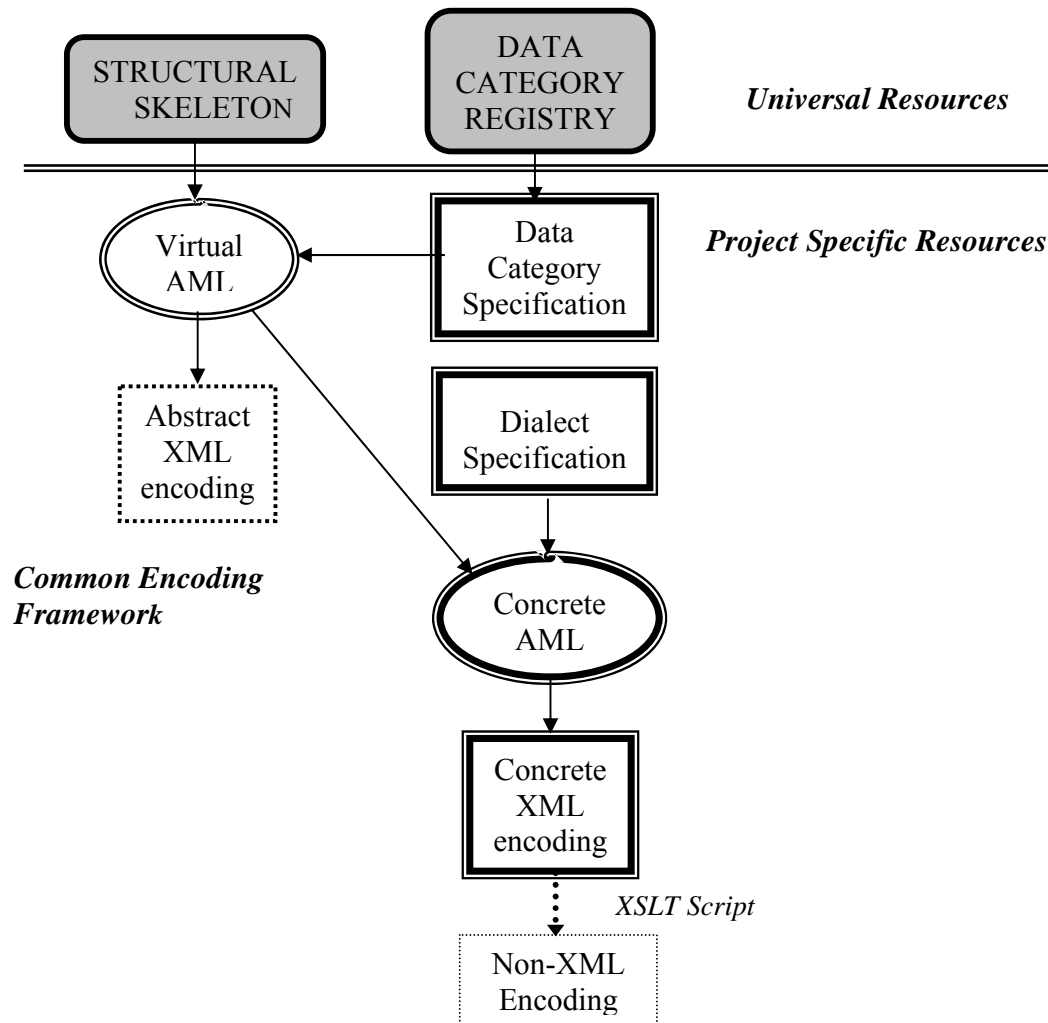 STRUCTURAL
SKELETON
DATA
CATEGORY
REGISTRY
Universal Resources
Virtual
AML
Data
Category
Specification
Project Specific Resources
Abstract
XML
encoding
Dialect
Specification
Common Encoding
Framework
Concrete
AML
Concrete
XML
encoding
XSLT Script
Non-XML
Encoding